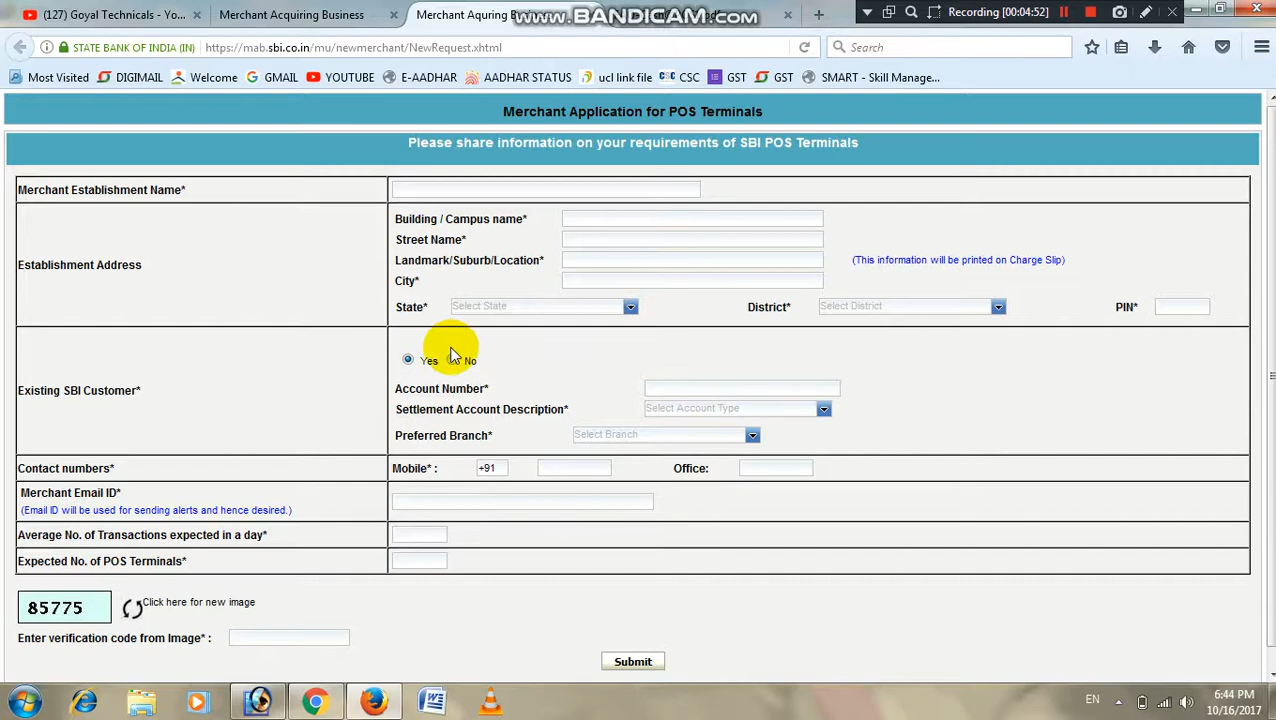 (127) Goyal Technicals - Yo... Merchant Acquiring Business Merchant Aquring Bus
www.BANDICAM.com
Recording [00:04:52]
STATE BANK OF INDIA (IN) https://mab.sbi.co.in/mu/newmerchant/NewRequest.xhtml Search
Most Visited DIGIMAIL Welcome GMAIL YOUTUBE E-AADHAR AADHAR STATUS ucl link file CSC GST GST SMART - Skill Manage...
Merchant Application for POS Terminals
Please share information on your requirements of SBI POS Terminals
Merchant Establishment Name*
Establishment Address
Building / Campus name*
Street Name*
Landmark/Suburb/Location* (This information will be printed on Charge Slip)
City*
State* Select State District* Select District PIN*
Existing SBI Customer*
Yes No
Account Number*
Settlement Account Description* Select Account Type
Preferred Branch* Select Branch
Contact numbers* Mobile* : +91 Office:
Merchant Email ID*
(Email ID will be used for sending alerts and hence desired.)
Average No. of Transactions expected in a day*
Expected No. of POS Terminals*
85775 Click here for new image
Enter verification code from Image* :
Submit
EN 6:44 PM
10/16/2017